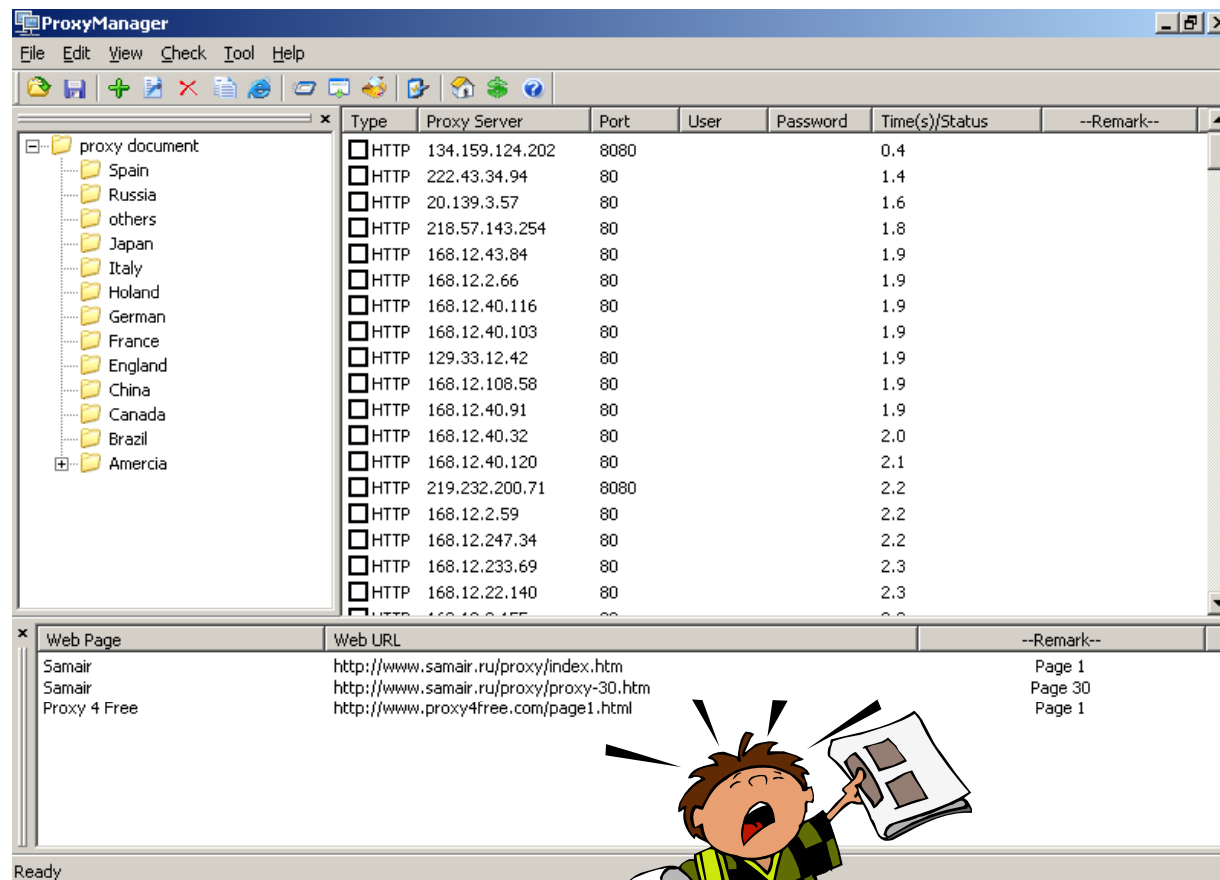 ProxyManager
File Edit View Check Tool Help
Type Proxy Server Port User Password Time(s)/Status --Remark--
proxy document
Spain
Russia
others
Japan
Italy
Holand
German
France
England
China
Canada
Brazil
Amercia
HTTP 134.159.124.202 8080 0.4
HTTP 222.43.34.94 80 1.4
HTTP 20.139.3.57 80 1.6
HTTP 218.57.143.254 80 1.8
HTTP 168.12.43.84 80 1.9
HTTP 168.12.2.66 80 1.9
HTTP 168.12.40.116 80 1.9
HTTP 168.12.40.103 80 1.9
HTTP 129.33.12.42 80 1.9
HTTP 168.12.108.58 80 1.9
HTTP 168.12.40.91 80 1.9
HTTP 168.12.40.32 80 2.0
HTTP 168.12.40.120 80 2.1
HTTP 219.232.200.71 8080 2.2
HTTP 168.12.2.59 80 2.2
HTTP 168.12.247.34 80 2.2
HTTP 168.12.233.69 80 2.3
HTTP 168.12.22.140 80 2.3
Web Page Web URL --Remark--
Samair http://www.samair.ru/proxy/index.htm Page 1
Samair http://www.samair.ru/proxy/proxy-30.htm Page 30
Proxy 4 Free http://www.proxy4free.com/page1.html Page 1
Ready